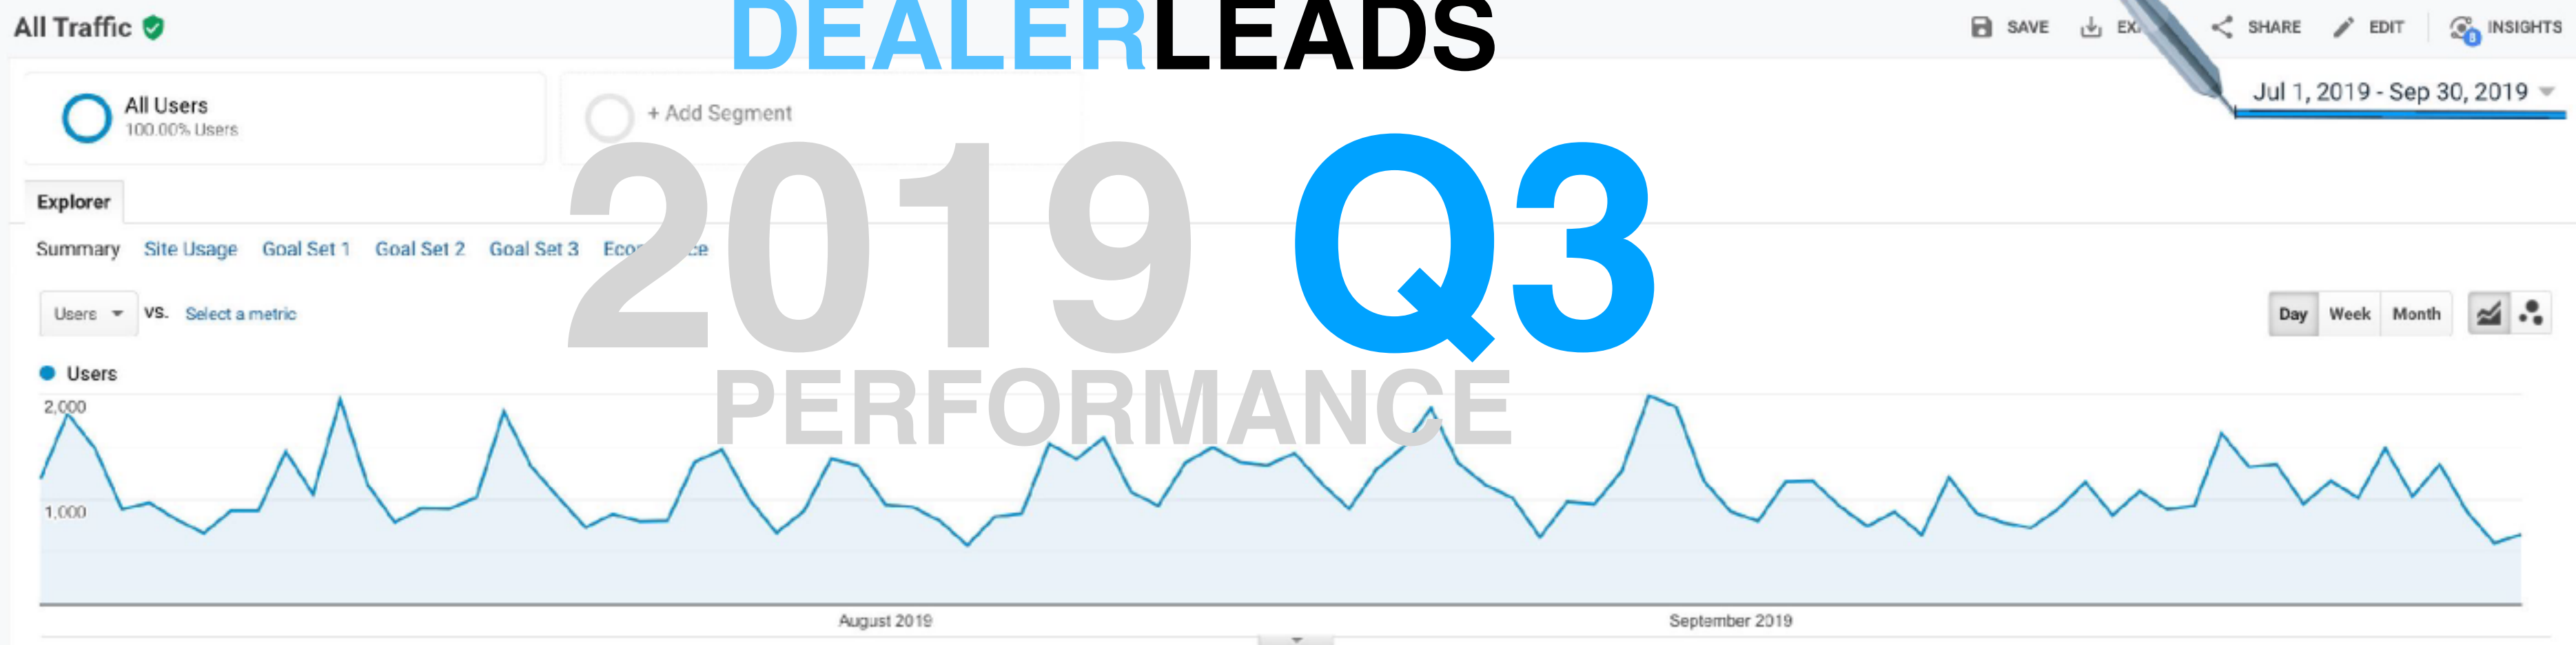 All Traffic
DEALERLEADS
SAVE
SHARE
EDIT
8
INSIGHTS
All Users
100.00% Users
+ Add Segment
Jul 1, 2019 - Sep 30, 2019
2019 Q3
Explorer
Summary Site Usage Goal Set 1 Goal Set 2 Goal Set 3
Users VS. Select a metric
Day Week Month
PERFORMANCE
Users
2,000
1,000
August 2019 September 2019